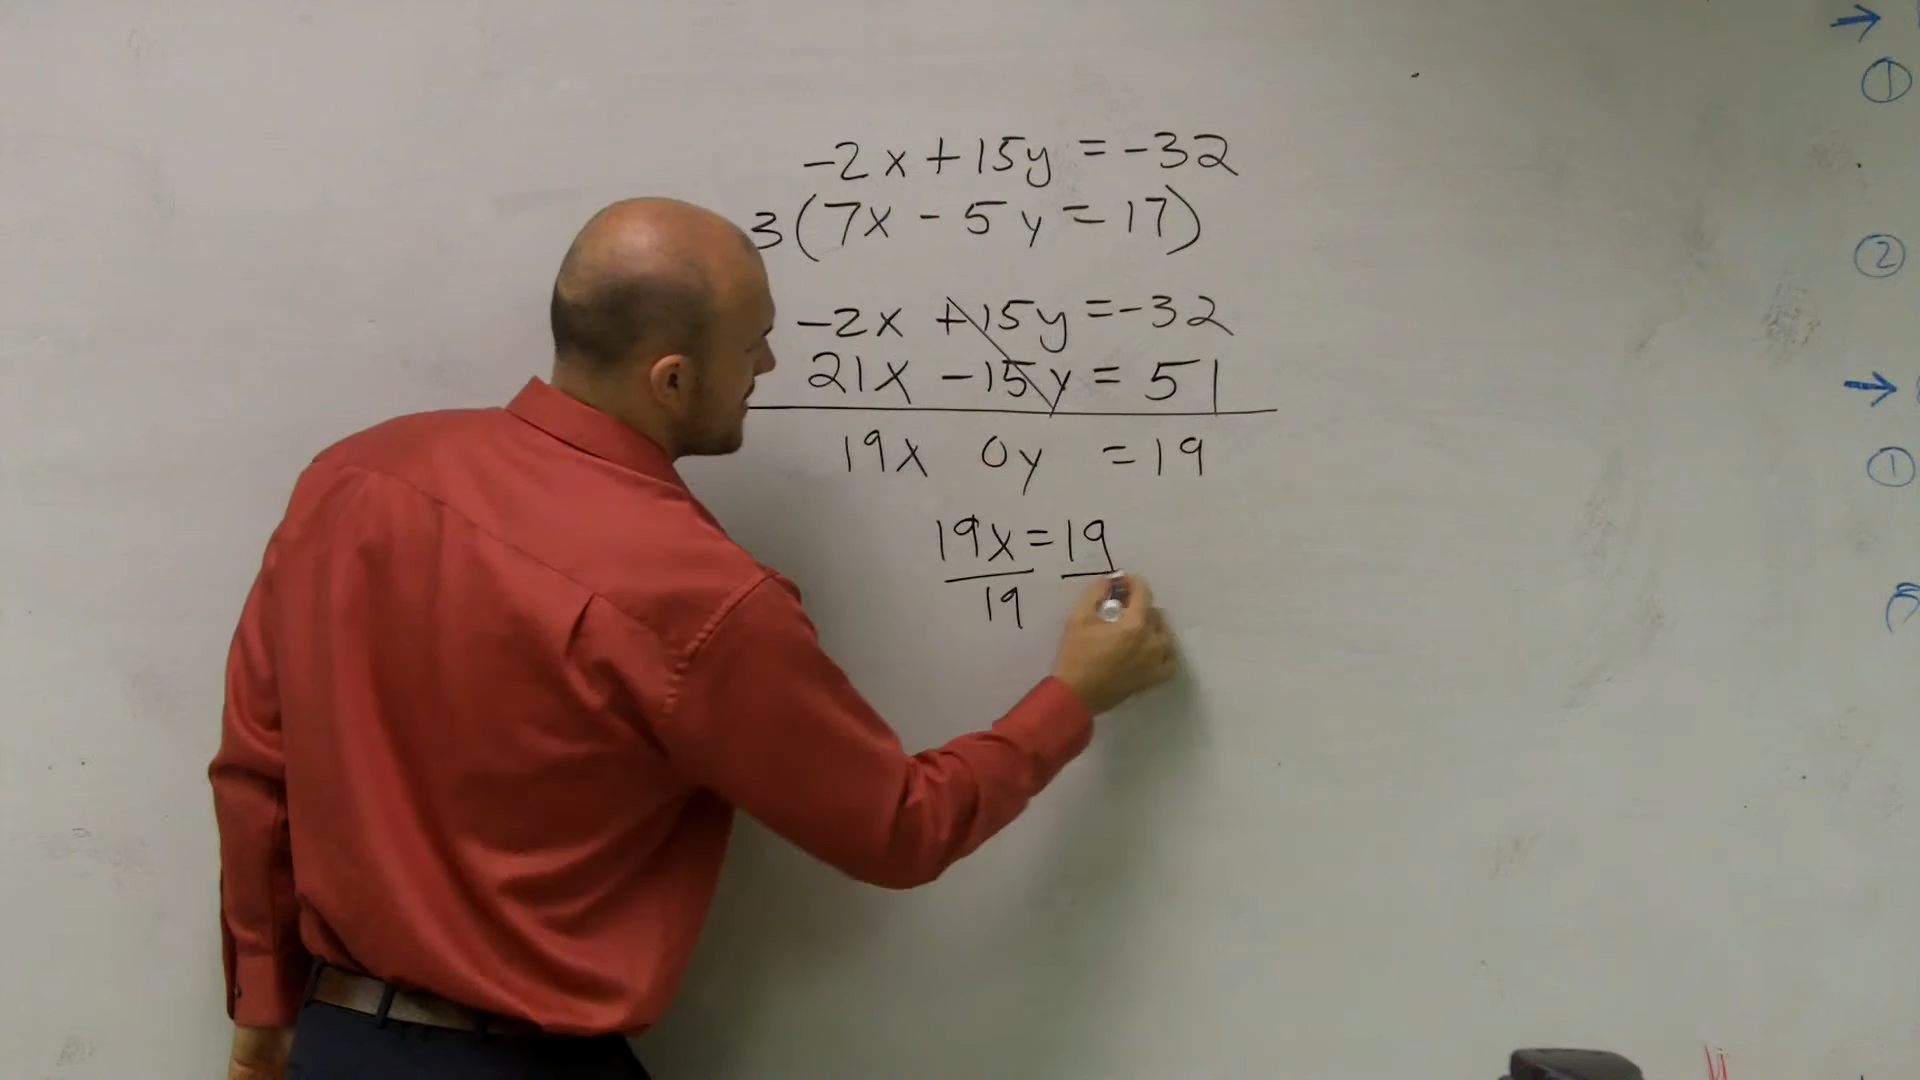 -2x+15y=-32
3(7x-5y=17)
-2x+15y=-32
21x-15y=51
19x 0y =19
19x=19
19
→
①
②
→
①